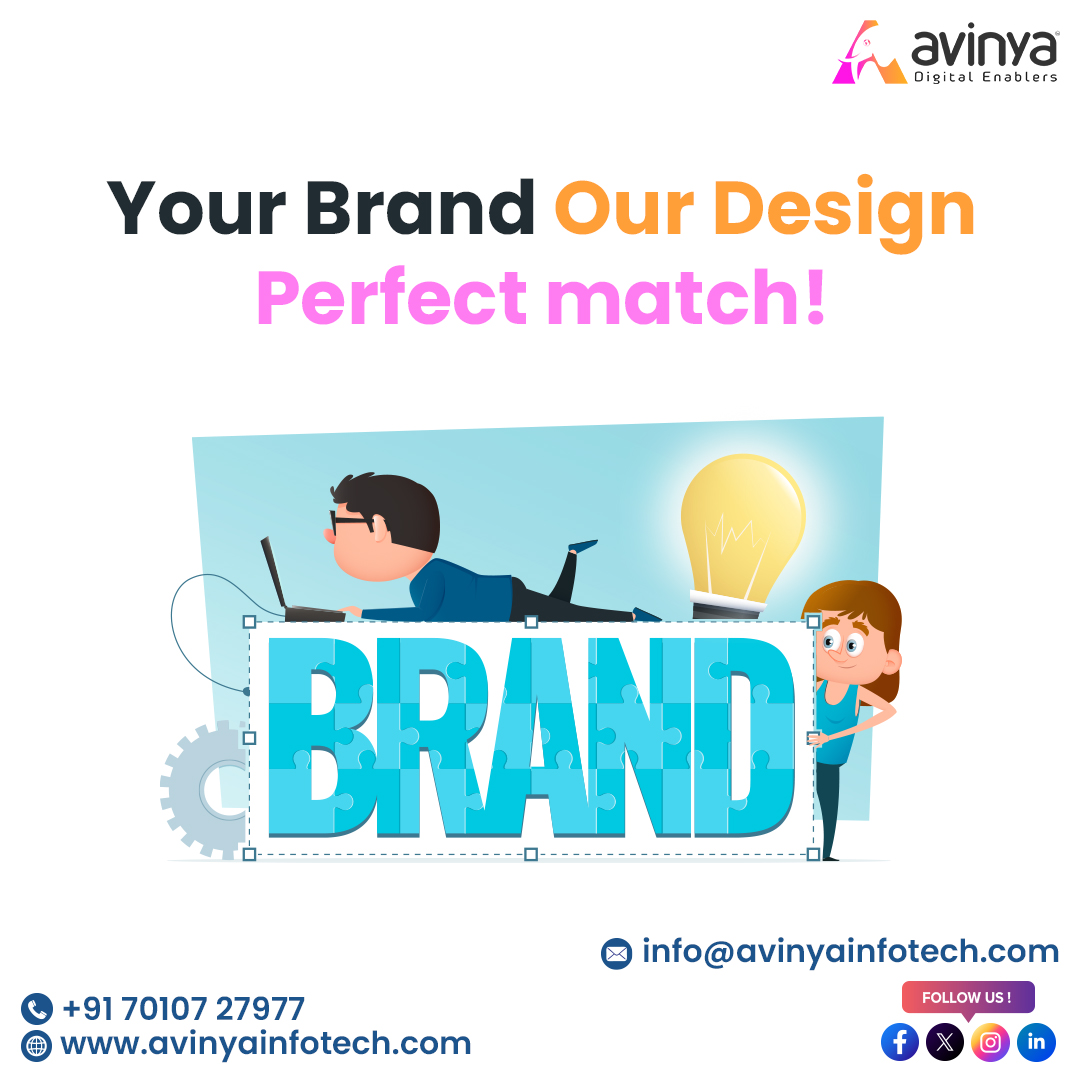 avinya
Digital Enablers
Your Brand Our Design
Perfect match!
BRAND
info@avinyainfotech.com
FOLLOW US !
+91 70107 27977
www.avinyainfotech.com